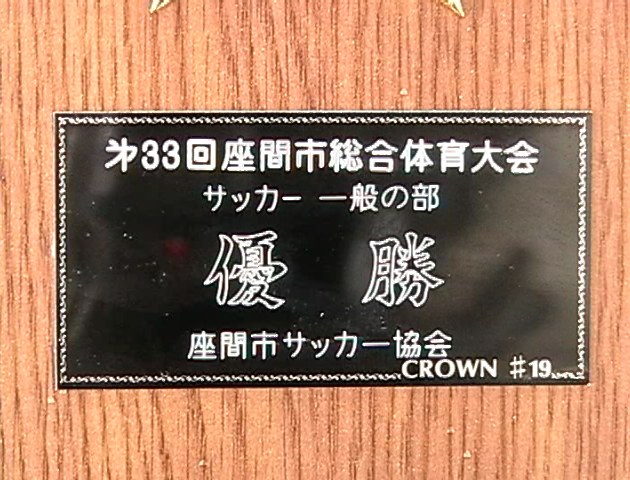 第33回座間市総合体育大会
サッカー 一般の部
優 勝
座間市サッカー協会
CROWN #19